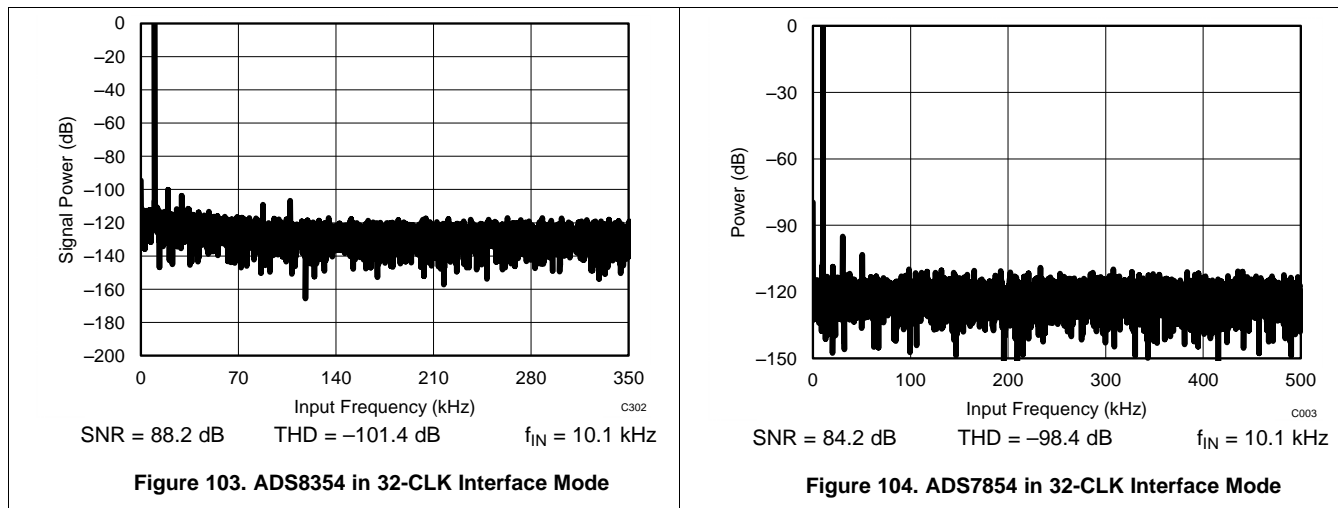 0
–20
–40
–60
–80
–100
–120
–140
–160
–180
–200
Signal Power (dB)
0 70 140 210 280 350
Input Frequency (kHz)
C302
SNR = 88.2 dB THD = –101.4 dB fIN = 10.1 kHz
Figure 103. ADS8354 in 32-CLK Interface Mode
0
–30
–60
–90
–120
–150
Power (dB)
0 100 200 300 400 500
Input Frequency (kHz)
C003
SNR = 84.2 dB THD = –98.4 dB fIN = 10.1 kHz
Figure 104. ADS7854 in 32-CLK Interface Mode